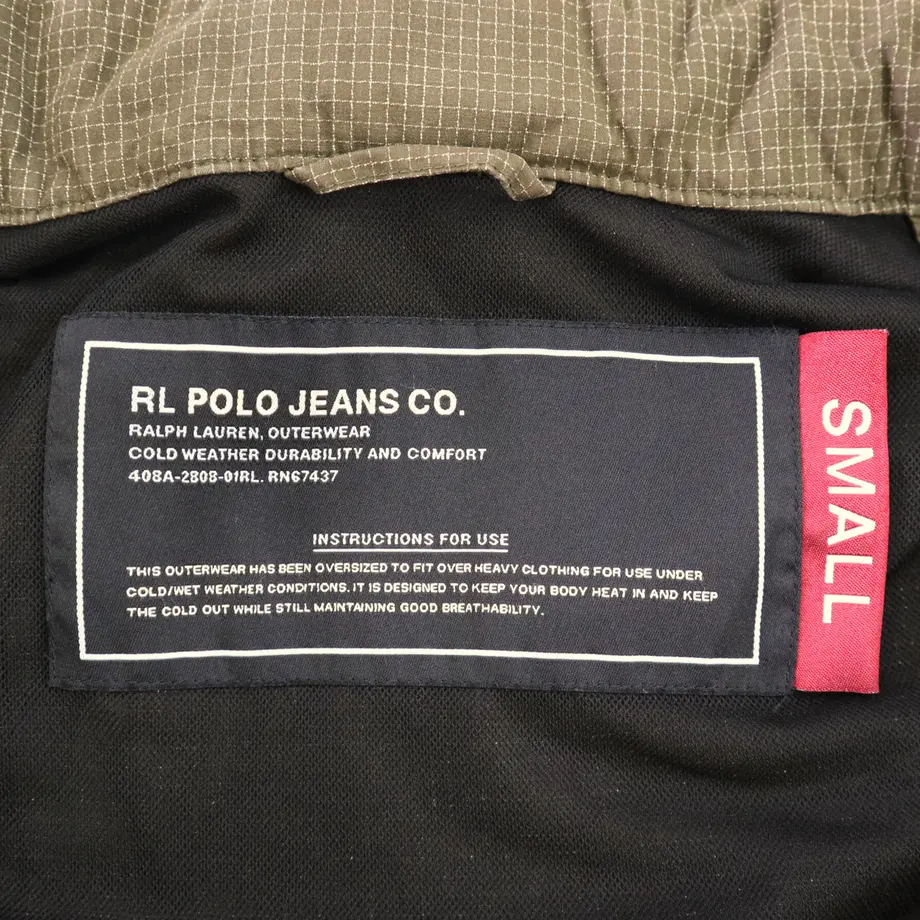 RL POLO JEANS CO.
RALPH LAUREN, OUTERWEAR
COLD WEATHER DURABILITY AND COMFORT
408A-2808-01RL. RN67437
INSTRUCTIONS FOR USE
THIS OUTERWEAR HAS BEEN OVERSIZED TO FIT OVER HEAVY CLOTHING FOR USE UNDER
COLD/WET WEATHER CONDITIONS. IT IS DESIGNED TO KEEP YOUR BODY HEAT IN AND KEEP
THE COLD OUT WHILE STILL MAINTAINING GOOD BREATHABILITY.
SMALL